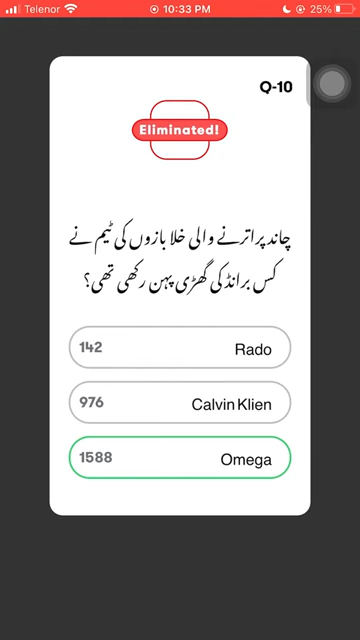 Telenor 10:33 PM 25%
Q-10
Eliminated!
چاند پر اترنے والی خلا بازوں کی ٹیم نے
کس برانڈ کی گھڑی پہن رکھی تھی؟
142 Rado
976 Calvin Klien
1588 Omega